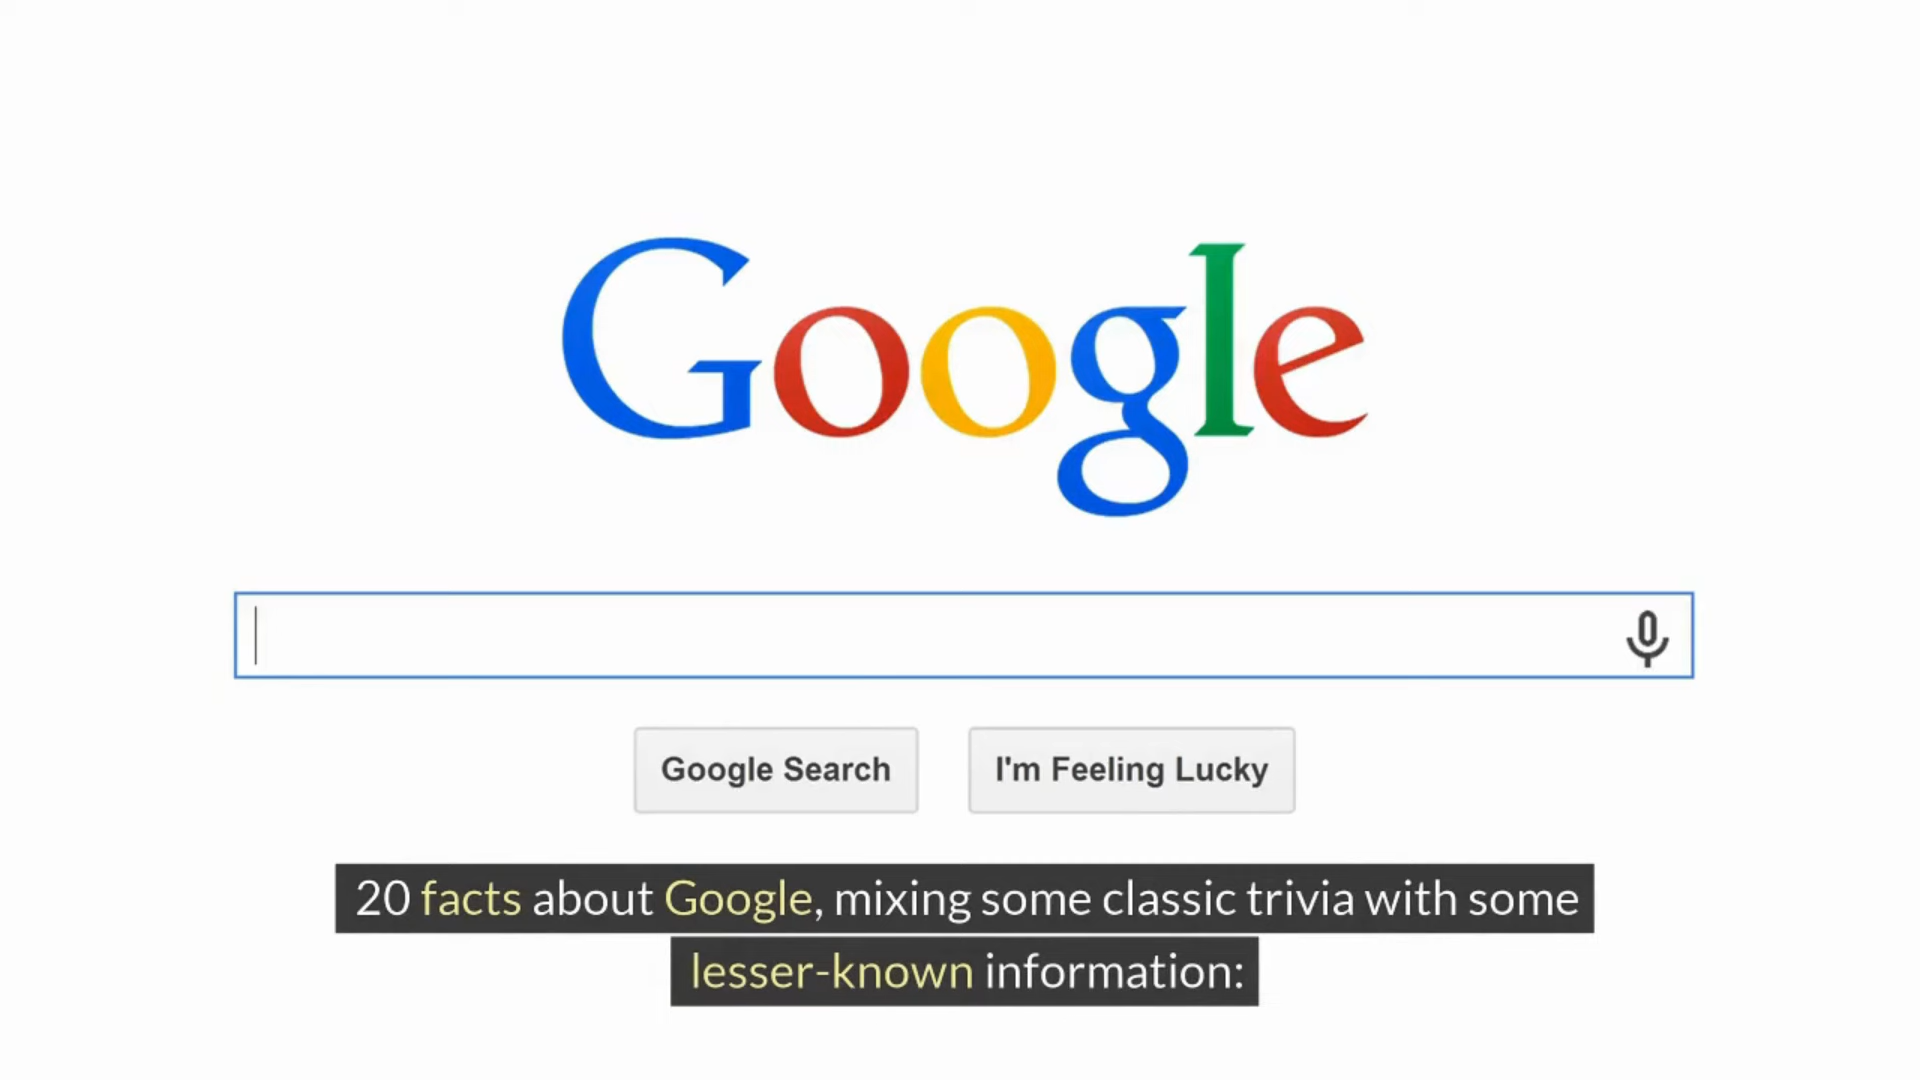 Google
Google Search
I'm Feeling Lucky
20 facts about Google, mixing some classic trivia with some
lesser-known information: